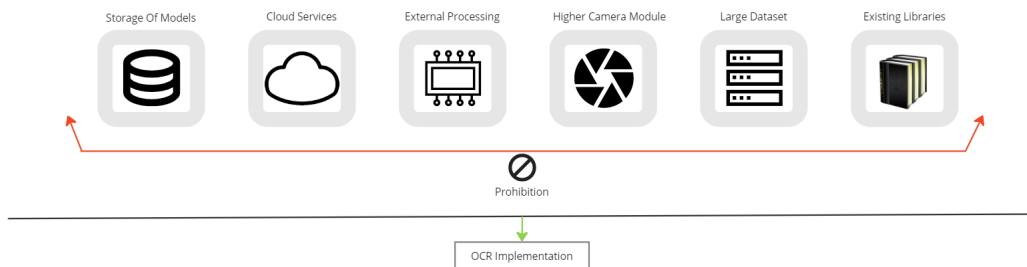 Storage Of Models
Cloud Services
External Processing
Higher Camera Module
Large Dataset
Existing Libraries
Prohibition
OCR Implementation